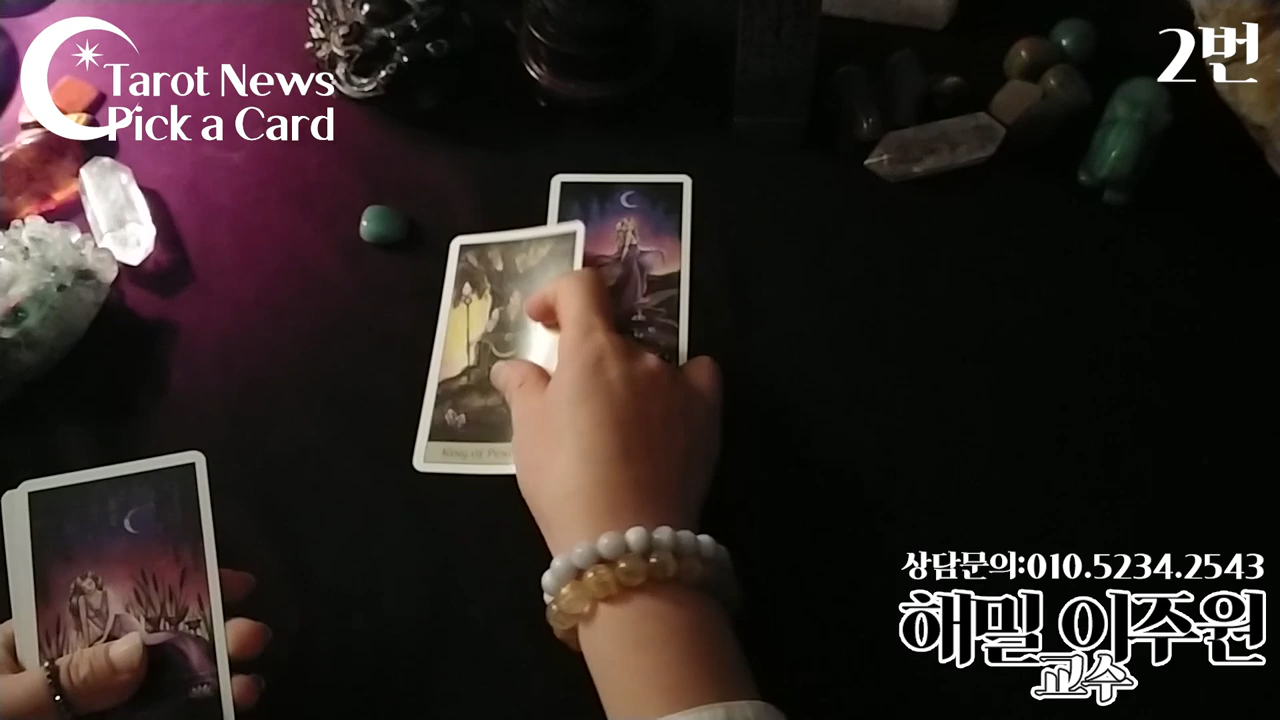 Tarot News
Pick a Card
2번
King of
상담문의:010.5234.2543
해밀 이주원
교수